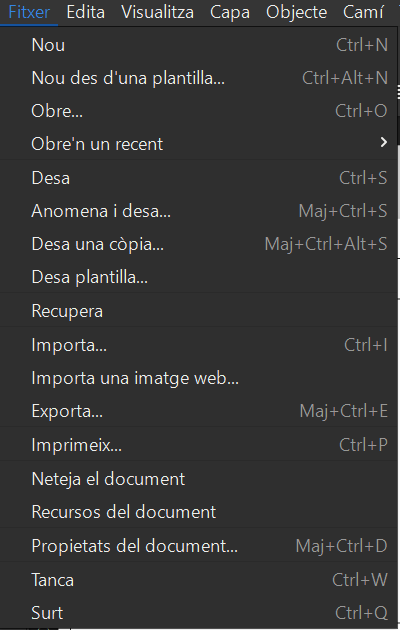 Fitxer Edita Visualitza Capa Objecte Camí
Nou Ctrl+N
Nou des d'una plantilla... Ctrl+Alt+N
Obre... Ctrl+O
Obre'n un recent
Desa Ctrl+S
Anomena i desa... Maj+Ctrl+S
Desa una còpia... Maj+Ctrl+Alt+S
Desa plantilla...
Recupera
Importa... Ctrl+I
Importa una imatge web...
Exporta... Maj+Ctrl+E
Imprimeix... Ctrl+P
Neteja el document
Recursos del document
Propietats del document... Maj+Ctrl+D
Tanca Ctrl+W
Surt Ctrl+Q